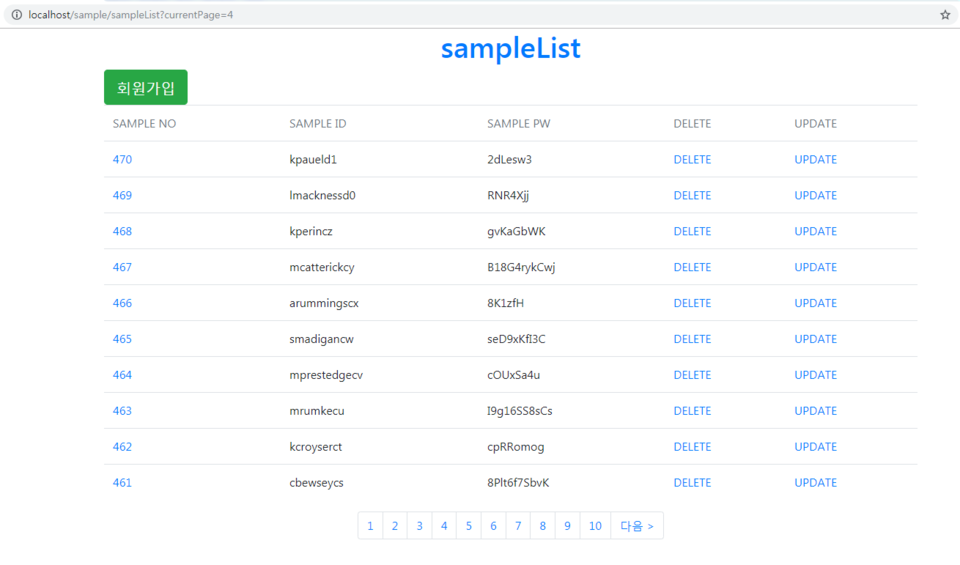 localhost/sample/sampleList?currentPage=4
sampleList
회원가입
SAMPLE NO SAMPLE ID SAMPLE PW DELETE UPDATE
470 kpaueld1 2dLesw3 DELETE UPDATE
469 lmacknessd0 RNR4Xjj DELETE UPDATE
468 kperincz gvKaGbWK DELETE UPDATE
467 mcatterickcy B18G4rykCwj DELETE UPDATE
466 arummingscx 8K1zfH DELETE UPDATE
465 smadigancw seD9xKfI3C DELETE UPDATE
464 mprestedgecv cOUxSa4u DELETE UPDATE
463 mrumkecu I9g16SS8sCs DELETE UPDATE
462 kcroyserct cpRRomog DELETE UPDATE
461 cbewseycs 8Plt6f7SbvK DELETE UPDATE
1 2 3 4 5 6 7 8 9 10 다음 >